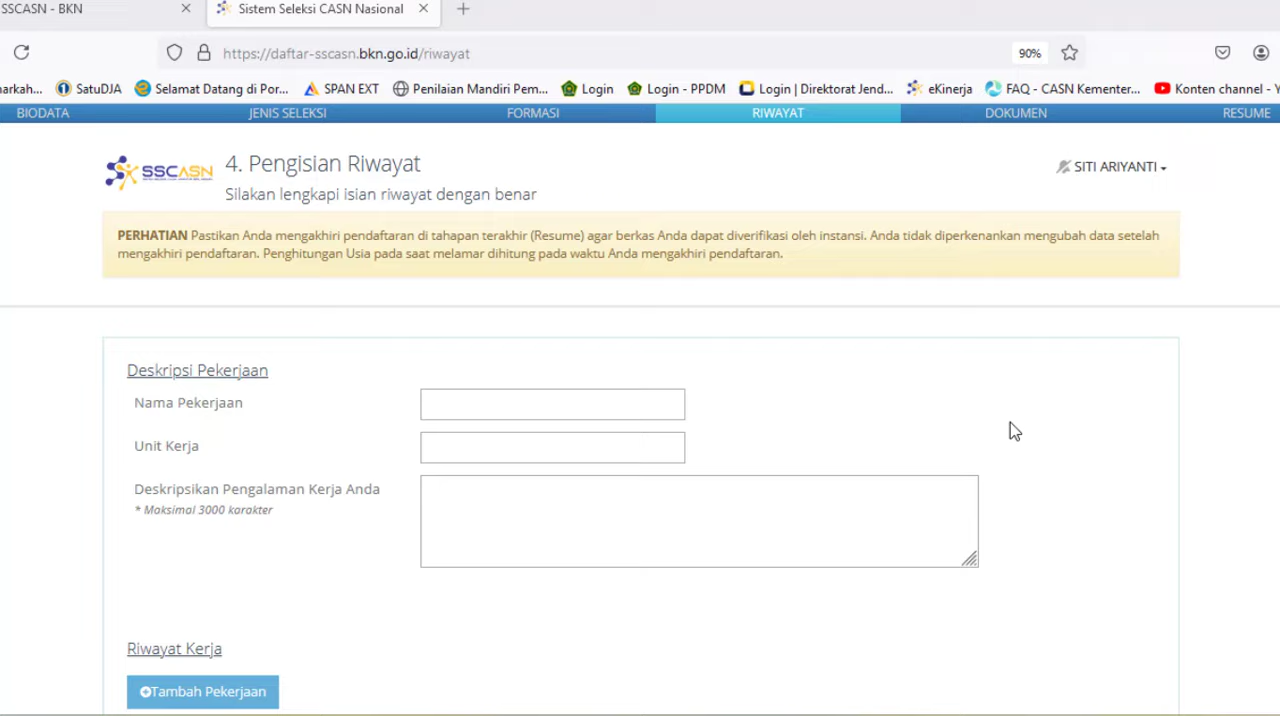 SSCASN - BKN
Sistem Seleksi CASN Nasional
https://daftar-sscasn.bkn.go.id/riwayat
90%
arkah... SatuDJA Selamat Datang di Por... SPAN EXT Penilaian Mandiri Pem... Login Login - PPDM Login | Direktorat Jend... eKinerja FAQ - CASN Kementer... Konten channel - Y
BIODATA JENIS SELEKSI FORMASI RIWAYAT DOKUMEN RESUME
SSCASN
4. Pengisian Riwayat
SITI ARIYANTI
Silakan lengkapi isian riwayat dengan benar
PERHATIAN Pastikan Anda mengakhiri pendaftaran di tahapan terakhir (Resume) agar berkas Anda dapat diverifikasi oleh instansi. Anda tidak diperkenankan mengubah data setelah
mengakhiri pendaftaran. Penghitungan Usia pada saat melamar dihitung pada waktu Anda mengakhiri pendaftaran.
Deskripsi Pekerjaan
Nama Pekerjaan
Unit Kerja
Deskripsikan Pengalaman Kerja Anda
* Maksimal 3000 karakter
Riwayat Kerja
Tambah Pekerjaan